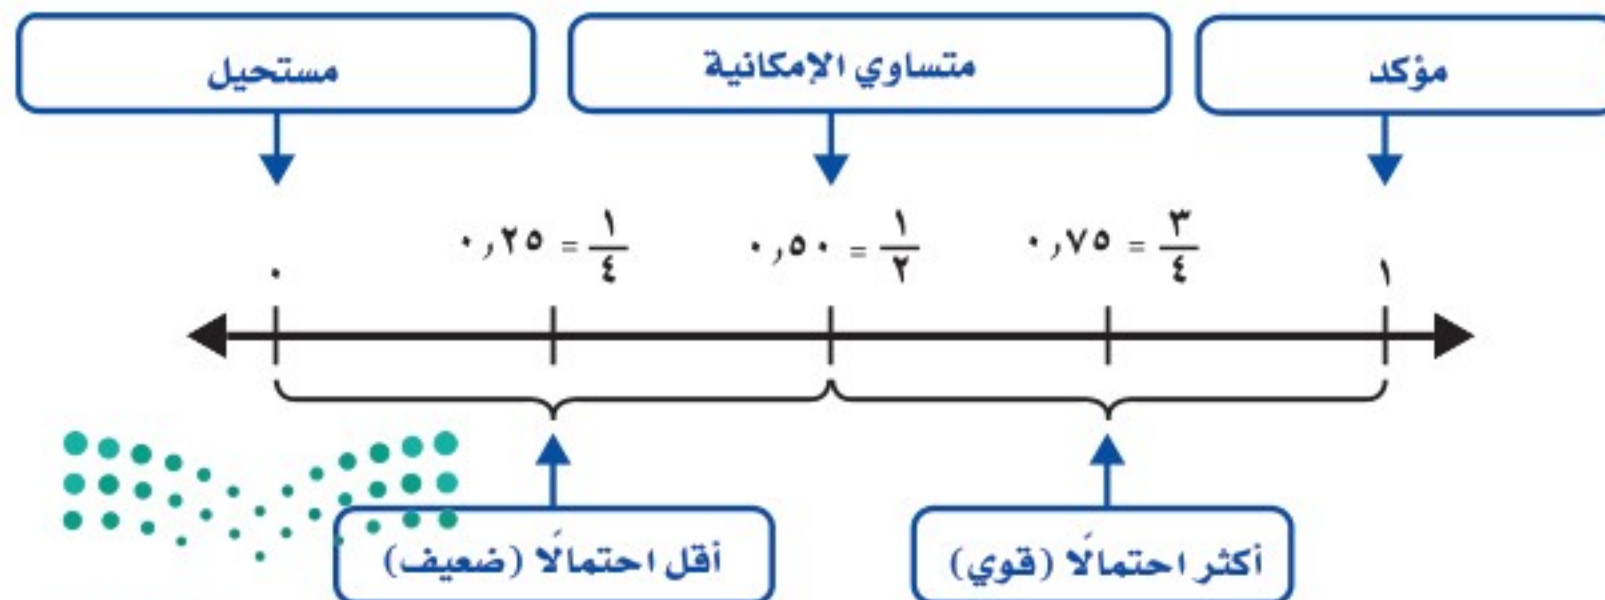 مؤكد
متساوي الإمكانية
مستحيل
٠
٠,٢٥ = ١/٤
٠,٥٠ = ١/٢
٠,٧٥ = ٣/٤
١
أقل احتمالًا (ضعيف)
أكثر احتمالًا (قوي)